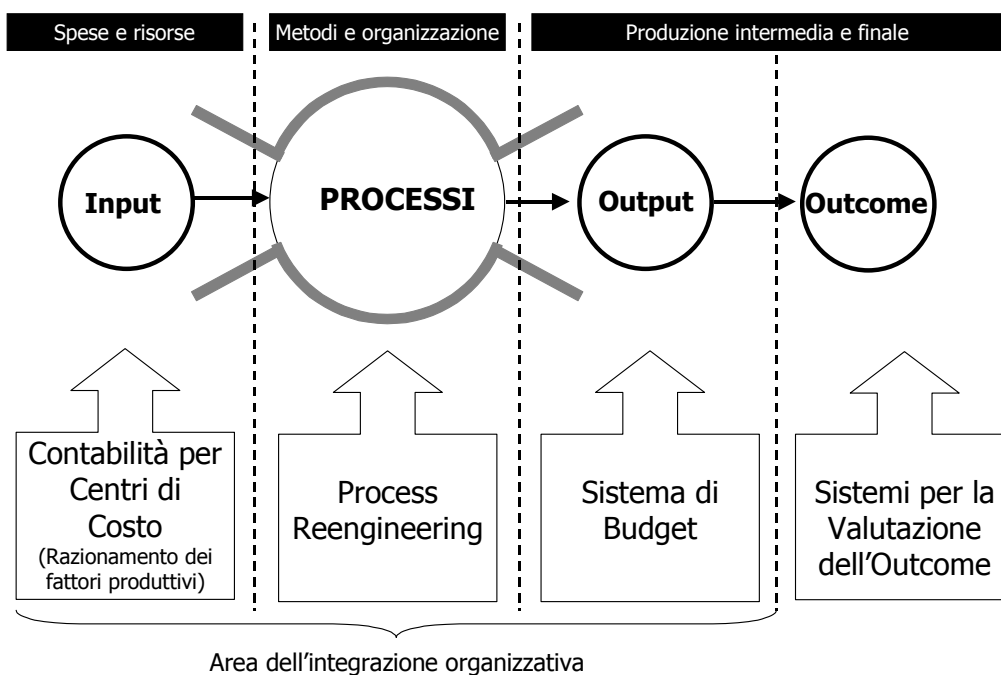 Spese e risorse
Metodi e organizzazione
Produzione intermedia e finale
Input
PROCESSI
Output
Outcome
Contabilità per
Centri di
Costo
(Razionamento dei
fattori produttivi)
Process
Reengineering
Sistema di
Budget
Sistemi per la
Valutazione
dell’Outcome
Area dell’integrazione organizzativa